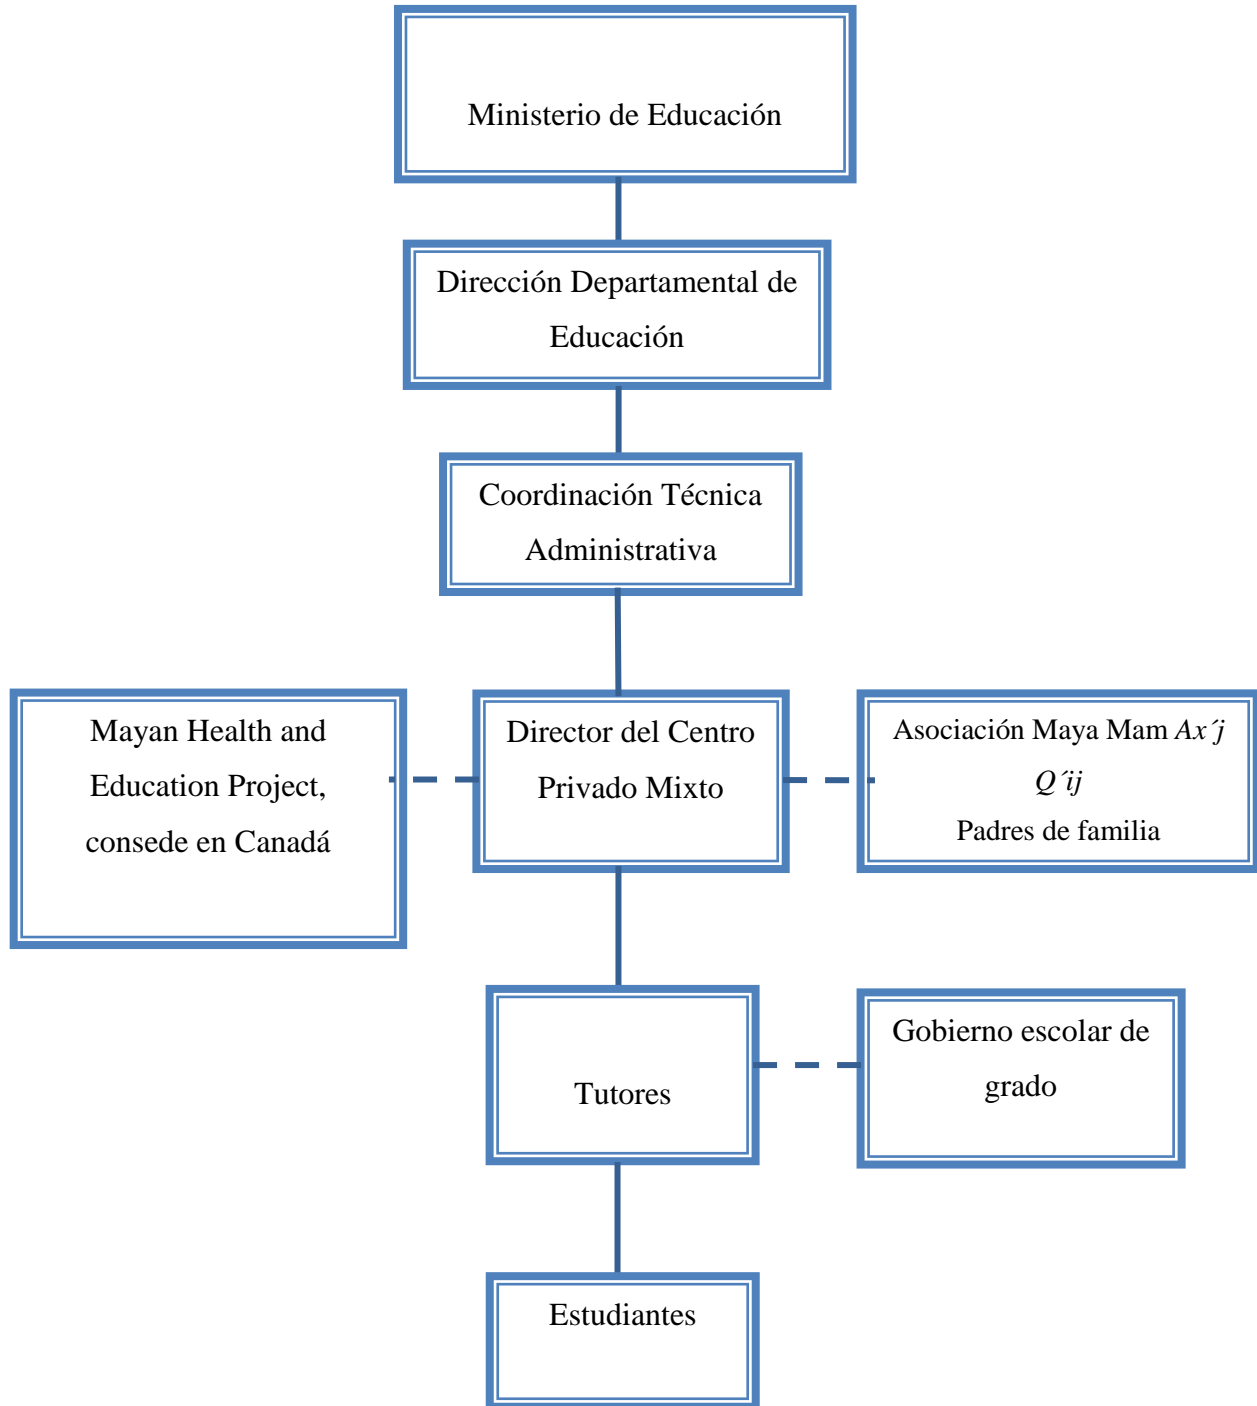 Ministerio de Educación
Dirección Departamental de
Educación
Coordinación Técnica
Administrativa
Mayan Health and
Education Project,
consede en Canadá
Director del Centro
Privado Mixto
Asociación Maya Mam Ax´j
Q´ij
Padres de familia
Tutores
Gobierno escolar de
grado
Estudiantes